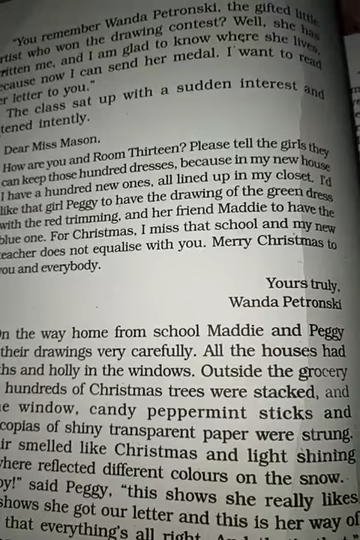 "You remember Wanda Petronski, the gifted little
rtist who won the drawing contest? Well, she has
ritten me, and I am glad to know where she lives,
ecause now I can send her medal. I want to read
er letter to you."
The class sat up with a sudden interest and
tened intently.
Dear Miss Mason,
How are you and Room Thirteen? Please tell the girls they
can keep those hundred dresses, because in my new house
I have a hundred new ones, all lined up in my closet. I'd
like that girl Peggy to have the drawing of the green dress
with the red trimming, and her friend Maddie to have the
blue one. For Christmas, I miss that school and my new
teacher does not equalise with you. Merry Christmas to
you and everybody.
Yours truly,
Wanda Petronski
On the way home from school Maddie and Peggy
their drawings very carefully. All the houses had
ths and holly in the windows. Outside the grocery
hundreds of Christmas trees were stacked, and
e window, candy peppermint sticks and
copias of shiny transparent paper were strung.
ir smelled like Christmas and light shining
where reflected different colours on the snow.
oy!" said Peggy, "this shows she really likes
shows she got our letter and this is her way of
that everything's all right.